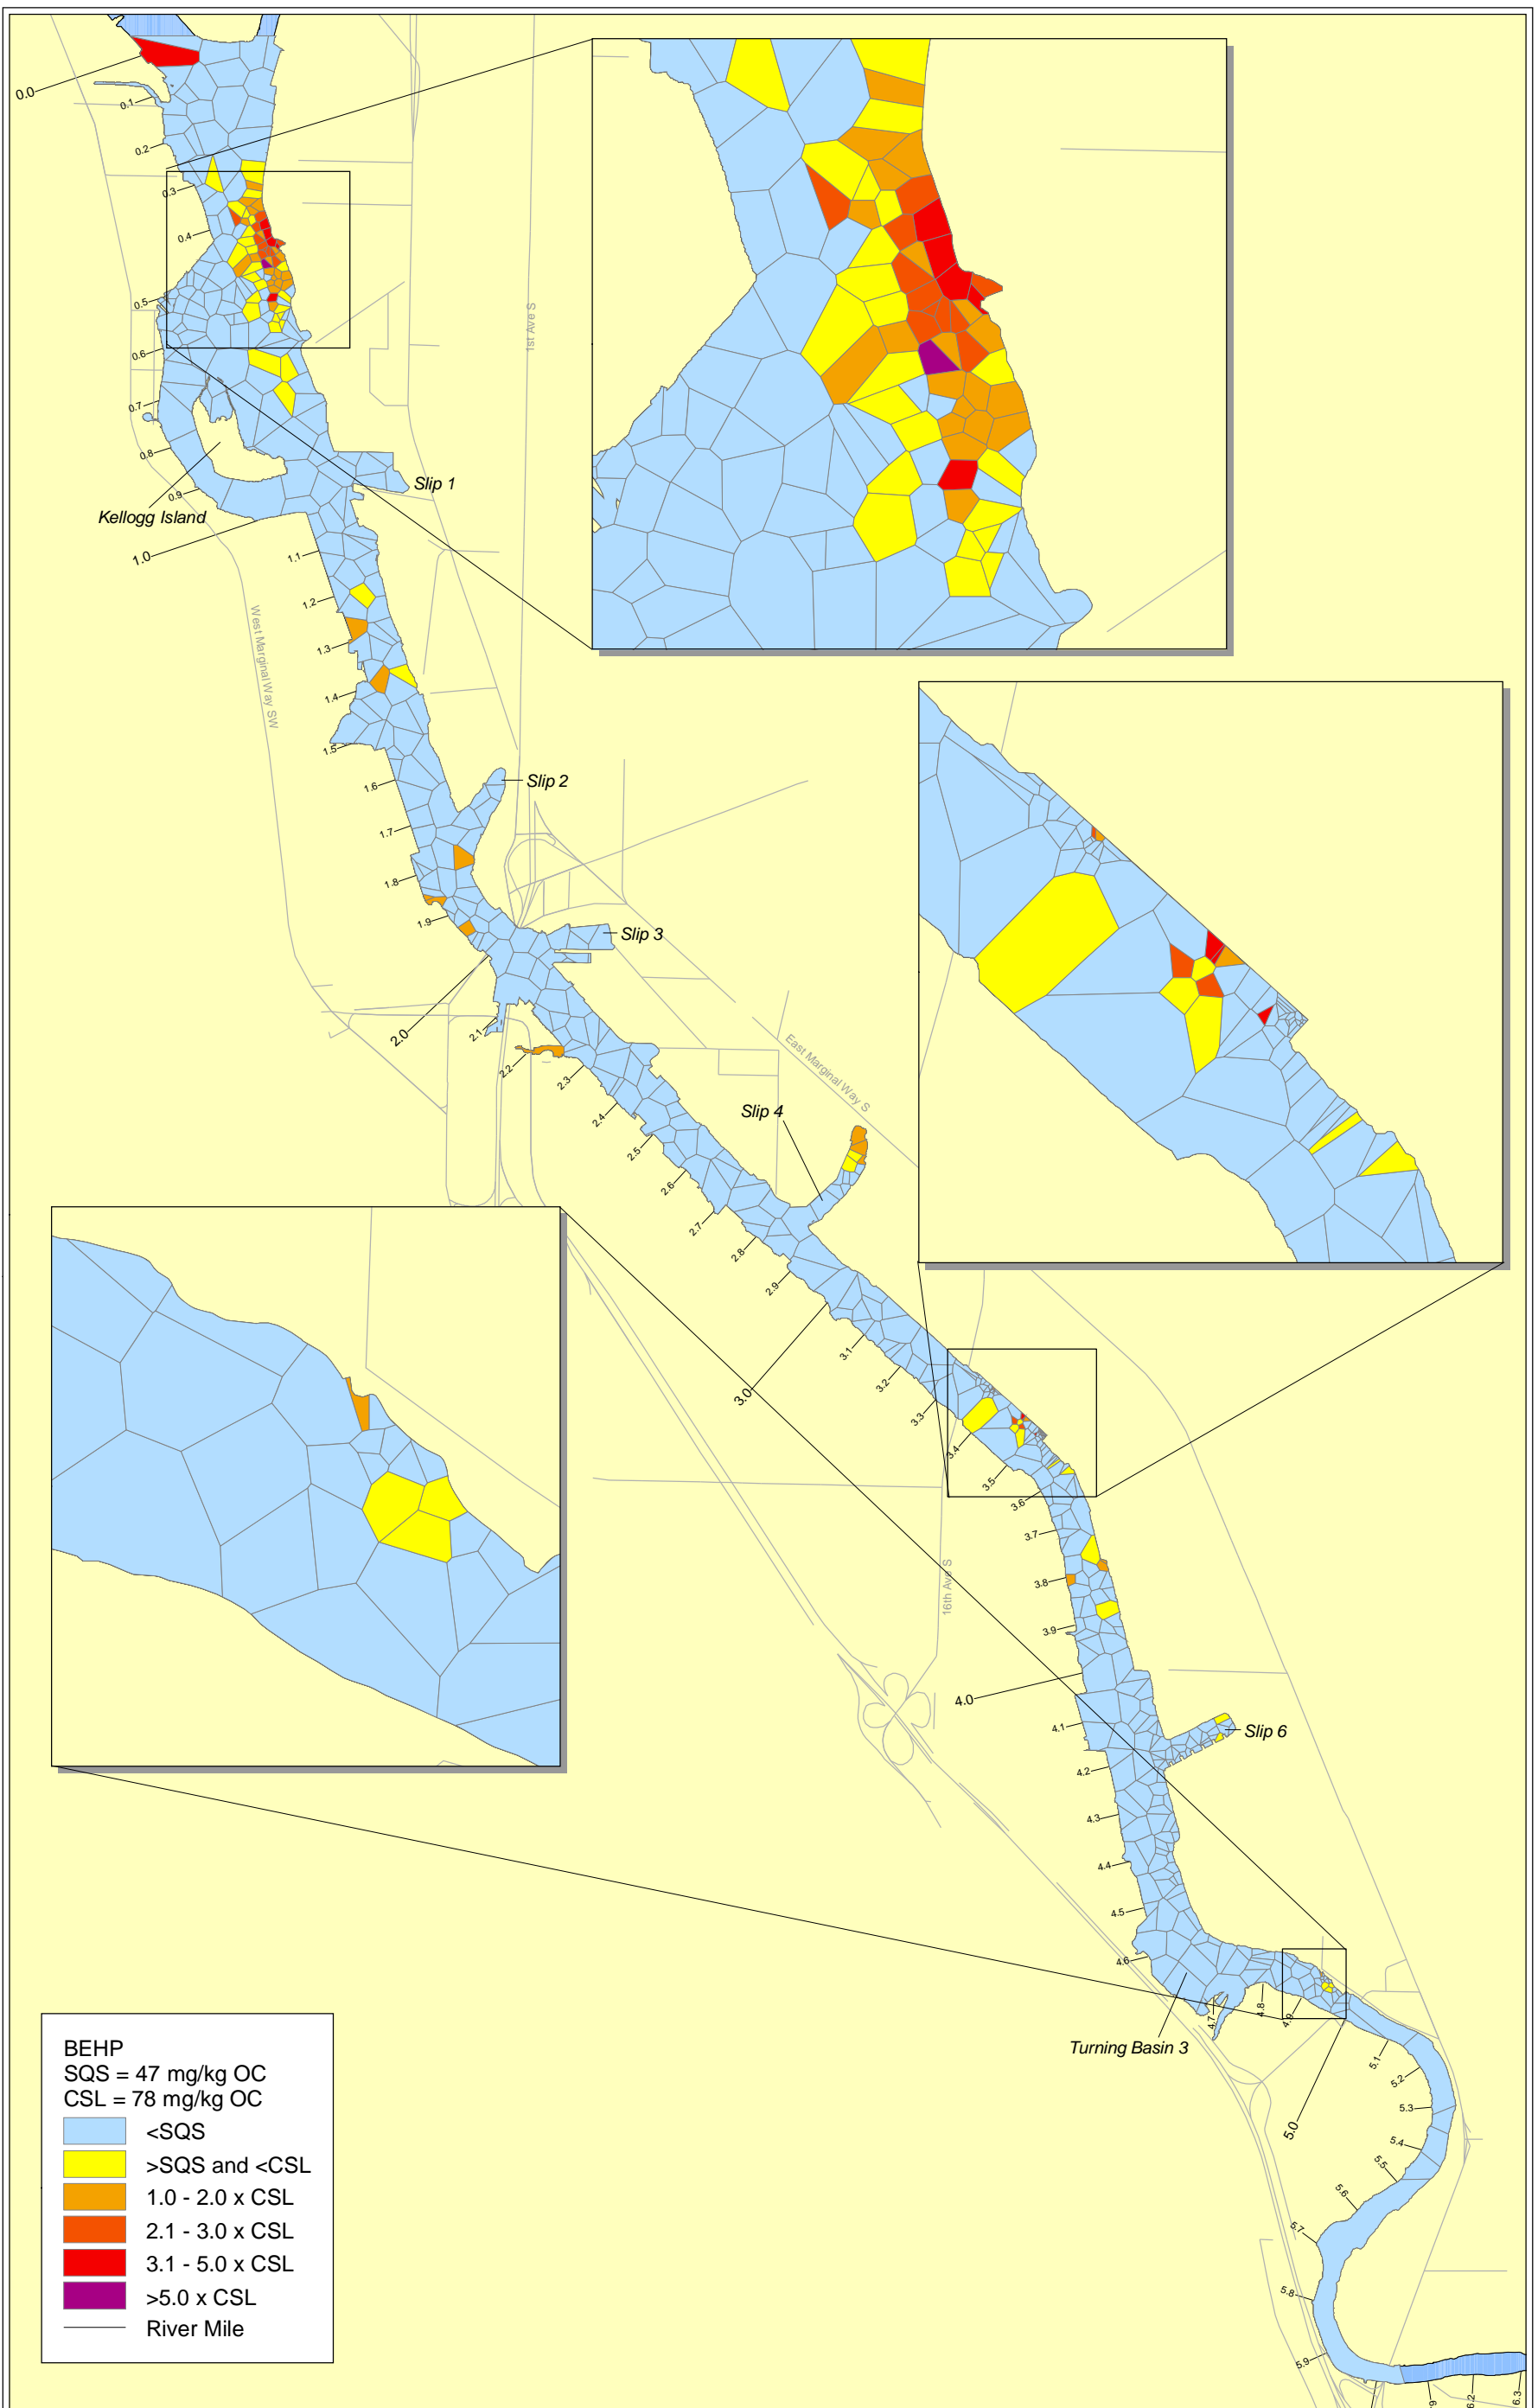 0.0
0.1
0.2
0.3
0.4
0.5
0.6
0.7
0.8
0.9
Kellogg Island
Slip 1
1st Ave S
1.0
1.1
1.2
1.3
1.4
1.5
West Marginal Way SW
1.6
Slip 2
1.7
1.8
1.9
Slip 3
2.0
2.1
2.2
2.3
2.4
2.5
2.6
2.7
2.8
2.9
East Marginal Way S
Slip 4
3.0
3.1
3.2
3.3
3.4
3.5
3.6
3.7
3.8
3.9
16th Ave S
4.0
4.1
Slip 6
4.2
4.3
4.4
4.5
4.6
4.7
4.8
4.9
Turning Basin 3
5.0
5.1
5.2
5.3
5.4
5.5
5.6
5.7
5.8
5.9
6.2
6.3
BEHP
SQS = 47 mg/kg OC
CSL = 78 mg/kg OC
<SQS
>SQS and <CSL
1.0 - 2.0 x CSL
2.1 - 3.0 x CSL
3.1 - 5.0 x CSL
>5.0 x CSL
River Mile